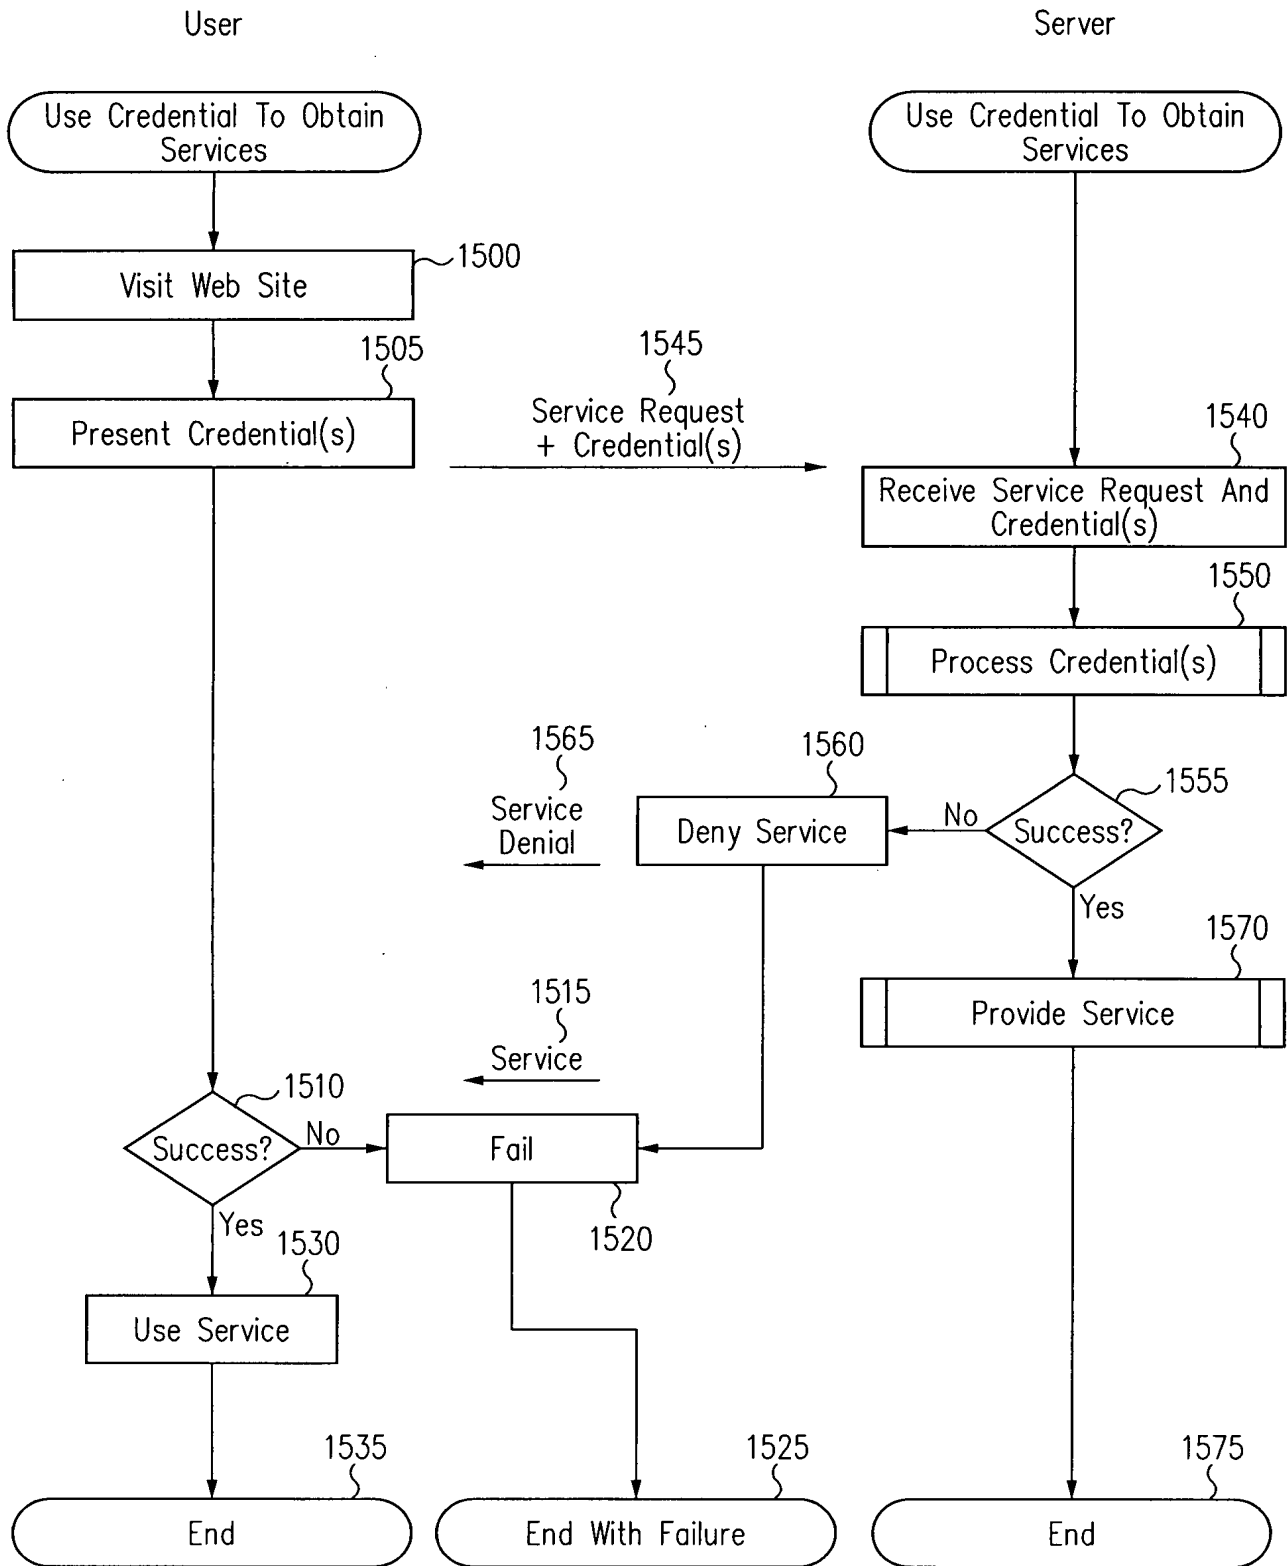 User
Server
Use Credential To Obtain
Services
Use Credential To Obtain
Services
1500
Visit Web Site
1505
Present Credential(s)
1545
Service Request
+ Credential(s)
1540
Receive Service Request And
Credential(s)
1550
Process Credential(s)
1565
Service
Denial
1560
Deny Service
No
1555
Success?
Yes
1570
Provide Service
1515
Service
1510
Success?
No
Fail
1520
Yes
1530
Use Service
1535
End
1525
End With Failure
1575
End